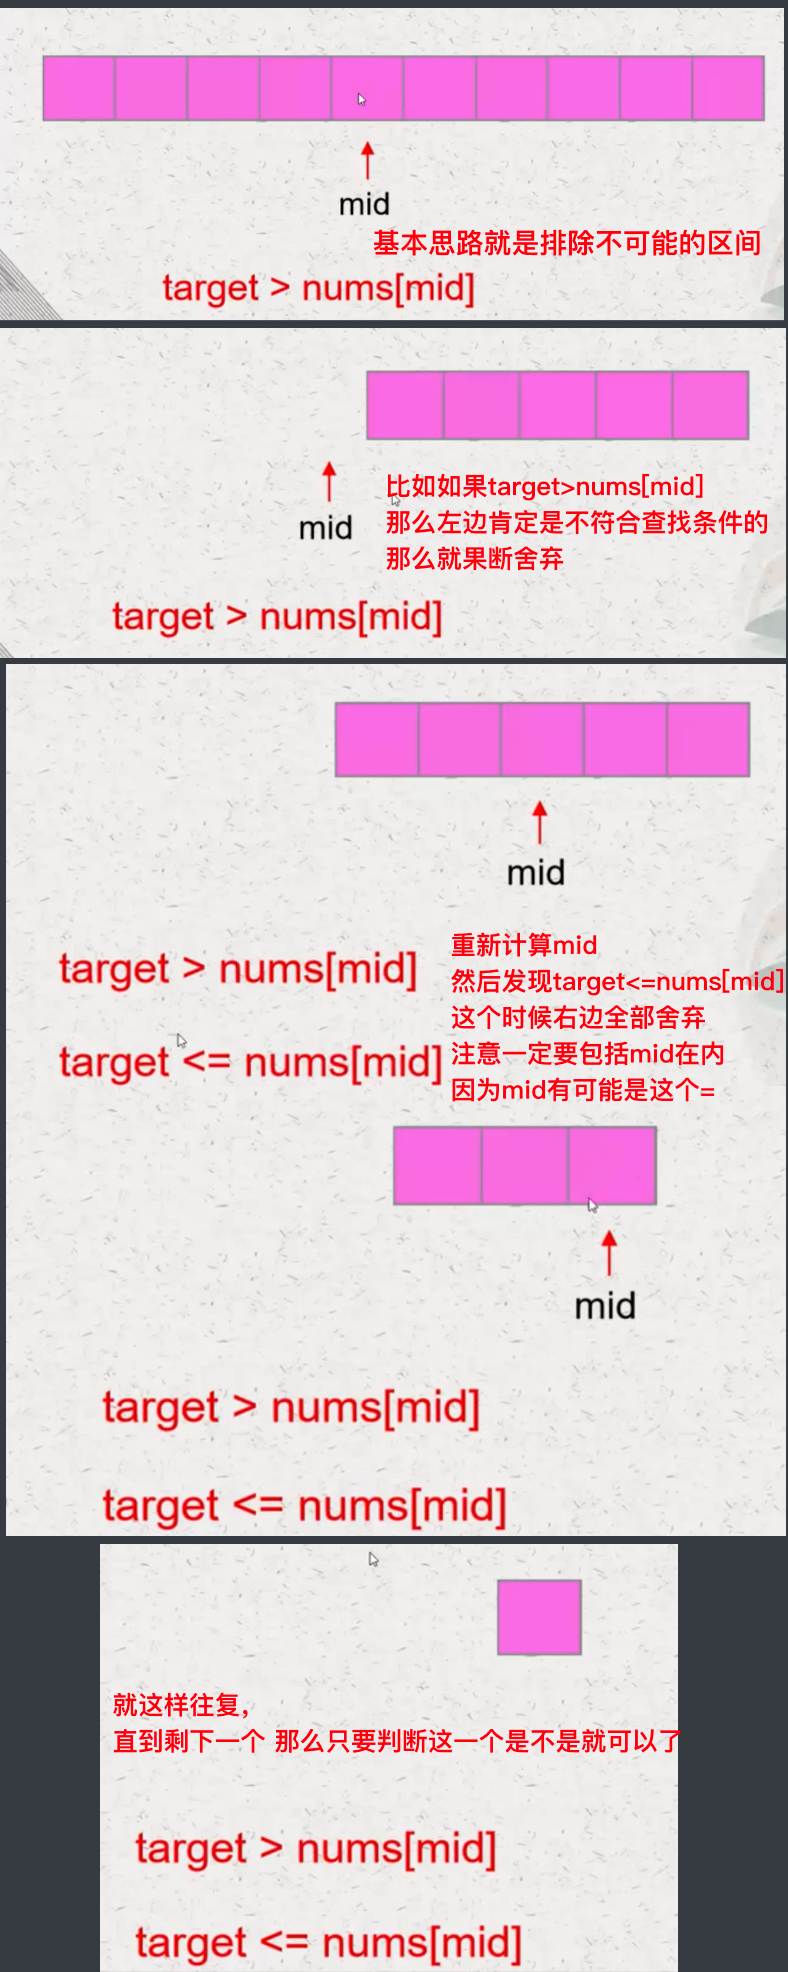 mid
基本思路就是排除不可能的区间
target > nums[mid]
比如如果target>nums[mid]
mid
那么左边肯定是不符合查找条件的
那么就果断舍弃
target > nums[mid]
mid
重新计算mid
target > nums[mid]
然后发现target<=nums[mid]
这个时候右边全部舍弃
target <= nums[mid]
注意一定要包括mid在内
因为mid有可能是这个=
mid
target > nums[mid]
target <= nums[mid]
就这样往复，
直到剩下一个 那么只要判断这一个是不是就可以了
target > nums[mid]
target <= nums[mid]